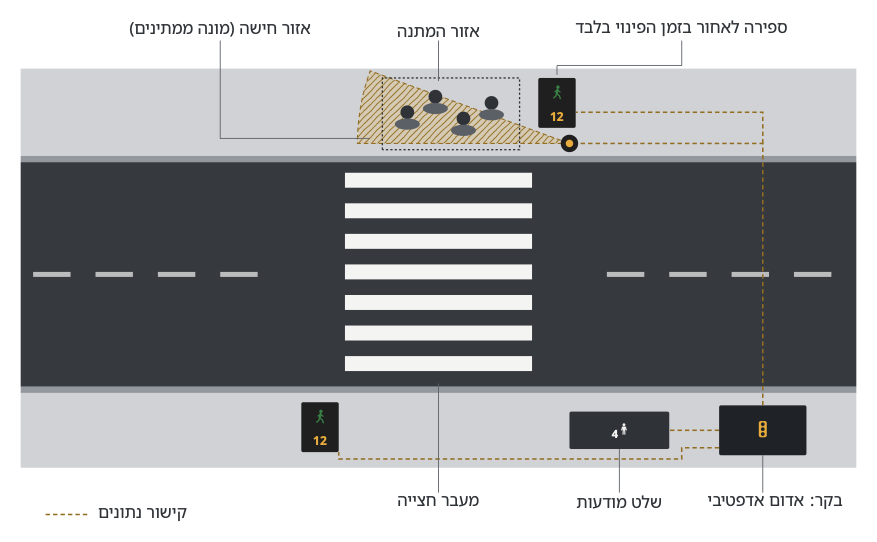 ספירה לאחור בזמן הפינוי בלבד
אזור המתנה
אזור חישה (מונה ממתינים)
12
12
4
בקר: אדום אדפטיבי
שלט מודעות
מעבר חצייה
קישור נתונים